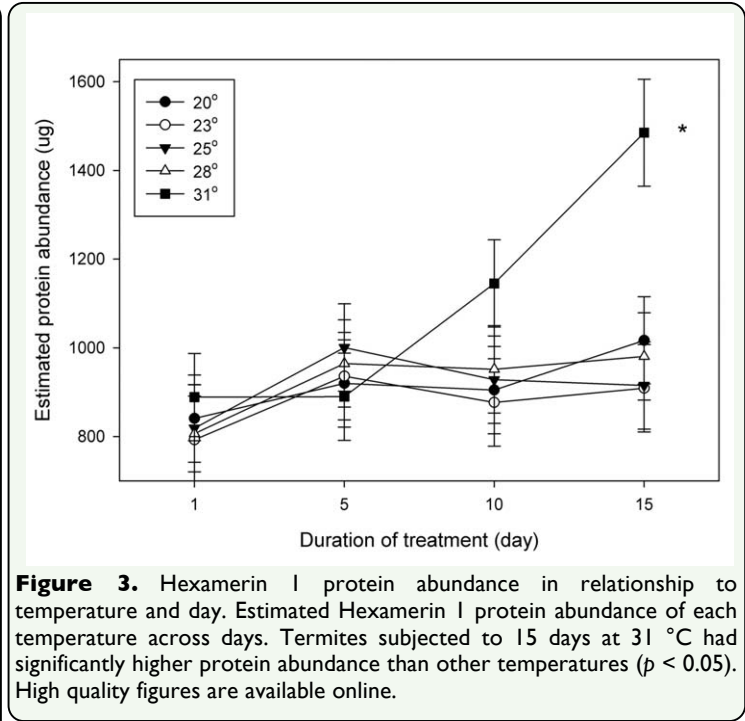 1600
1400
1200
1000
800
Estimated protein abundance (ug)
20°
23°
25°
28°
31°
*
1 5 10 15
Duration of treatment (day)
Figure 3. Hexamerin 1 protein abundance in relationship to
temperature and day. Estimated Hexamerin 1 protein abundance of each
temperature across days. Termites subjected to 15 days at 31 °C had
significantly higher protein abundance than other temperatures (p < 0.05).
High quality figures are available online.